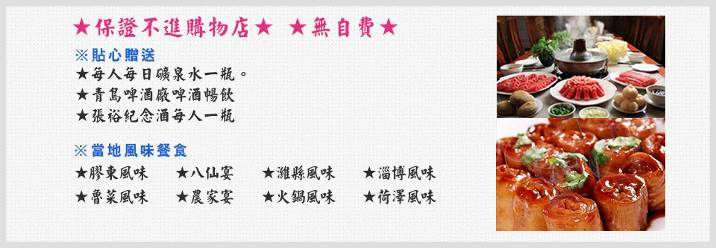 ★保證不進購物店★ ★無自費★
※貼心贈送
★每人每日礦泉水一瓶。
★青島啤酒廠啤酒暢飲
★張裕紀念酒每人一瓶
※當地風味餐食
★膠東風味 ★八仙宴 ★濰縣風味 ★淄博風味
★魯菜風味 ★農家宴 ★火鍋風味 ★荷澤風味